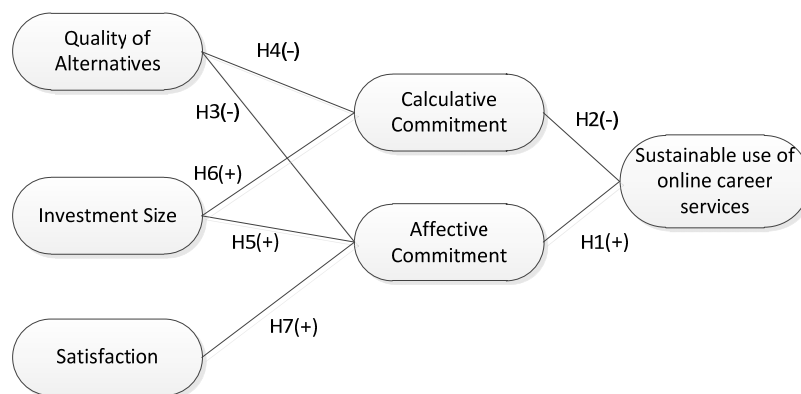 Quality of
Alternatives
H4(-)
H3(-)
Calculative
Commitment
H2(-)
Sustainable use of
online career
services
H6(+)
Investment Size
H5(+)
Affective
Commitment
H1(+)
H7(+)
Satisfaction